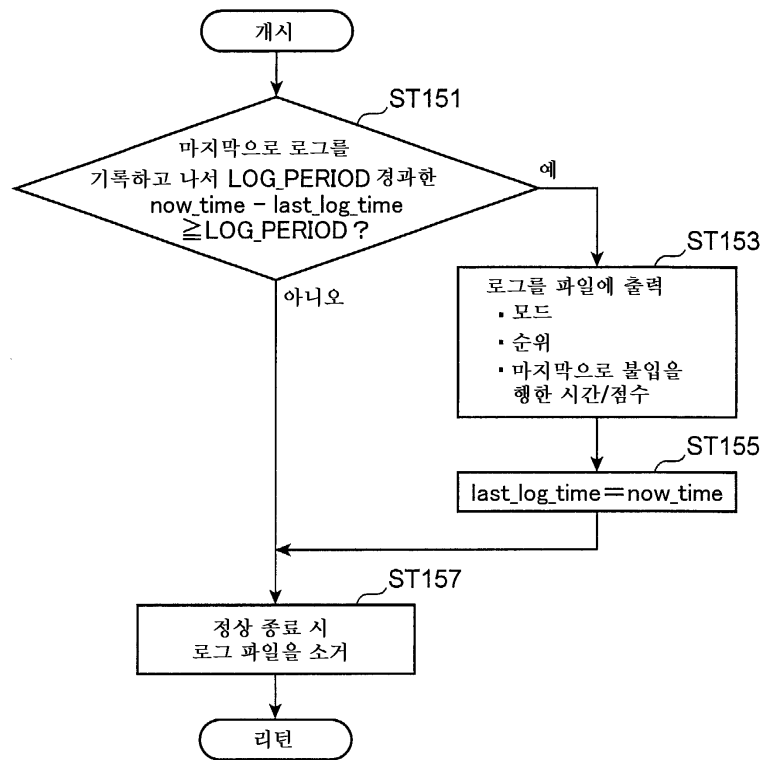 개시
ST151
마지막으로 로그를
기록하고 나서 LOG_PERIOD 경과한
now_time - last_log_time
≧LOG_PERIOD ?
예
아니오
ST153
로그를 파일에 출력
▪ 모드
▪ 순위
▪ 마지막으로 불입을
행한 시간/점수
ST155
last_log_time=now_time
ST157
정상 종료 시
로그 파일을 소거
리턴